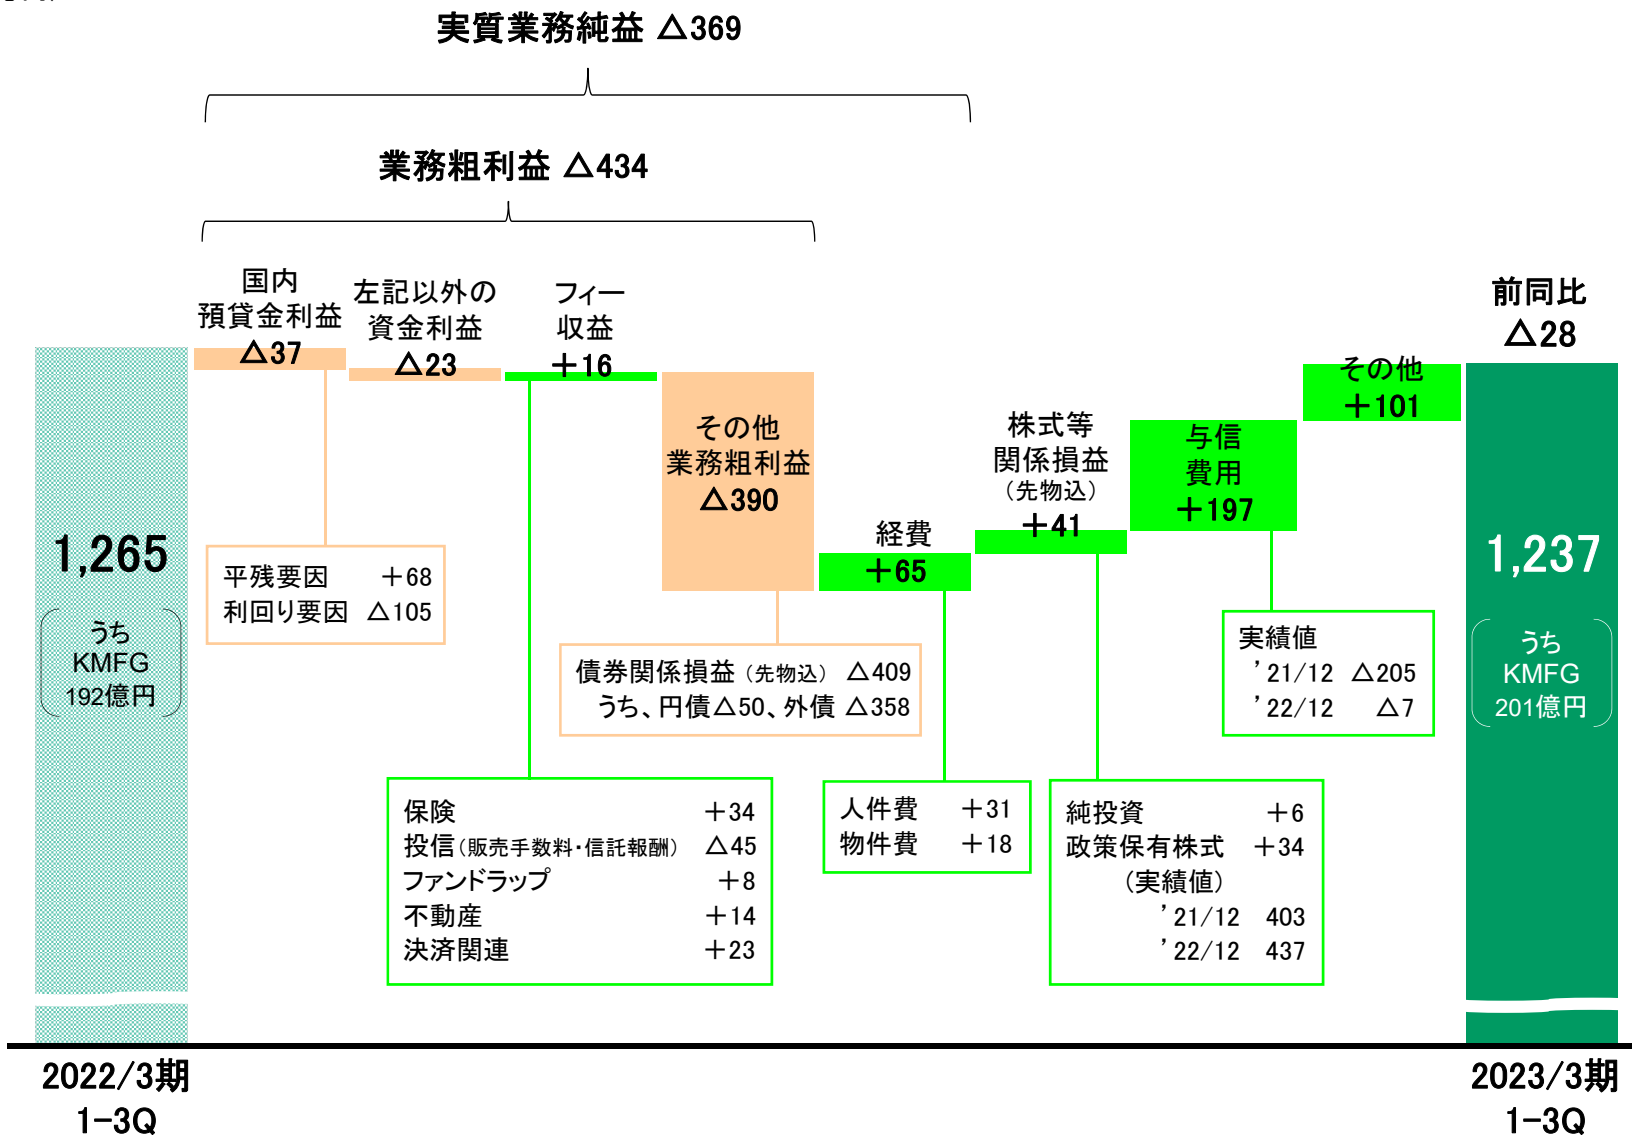 実質業務純益 △369
業務粗利益 △434
国内
預貸金利益
△37
左記以外の
資金利益
△23
フィー
収益
＋16
その他
業務粗利益
△390
経費
＋65
株式等
関係損益
（先物込）
＋41
与信
費用
＋197
その他
＋101
前同比
△28
1,265
うち
KMFG
192億円
1,237
うち
KMFG
201億円
平残要因 ＋68
利回り要因 △105
債券関係損益（先物込） △409
うち、円債△50、外債 △358
実績値
’21/12 △205
’22/12 △7
保険 ＋34
投信（販売手数料・信託報酬） △45
ファンドラップ ＋8
不動産 ＋14
決済関連 ＋23
人件費 ＋31
物件費 ＋18
純投資 ＋6
政策保有株式 ＋34
（実績値）
’21/12 403
’22/12 437
2022/3期
1-3Q
2023/3期
1-3Q